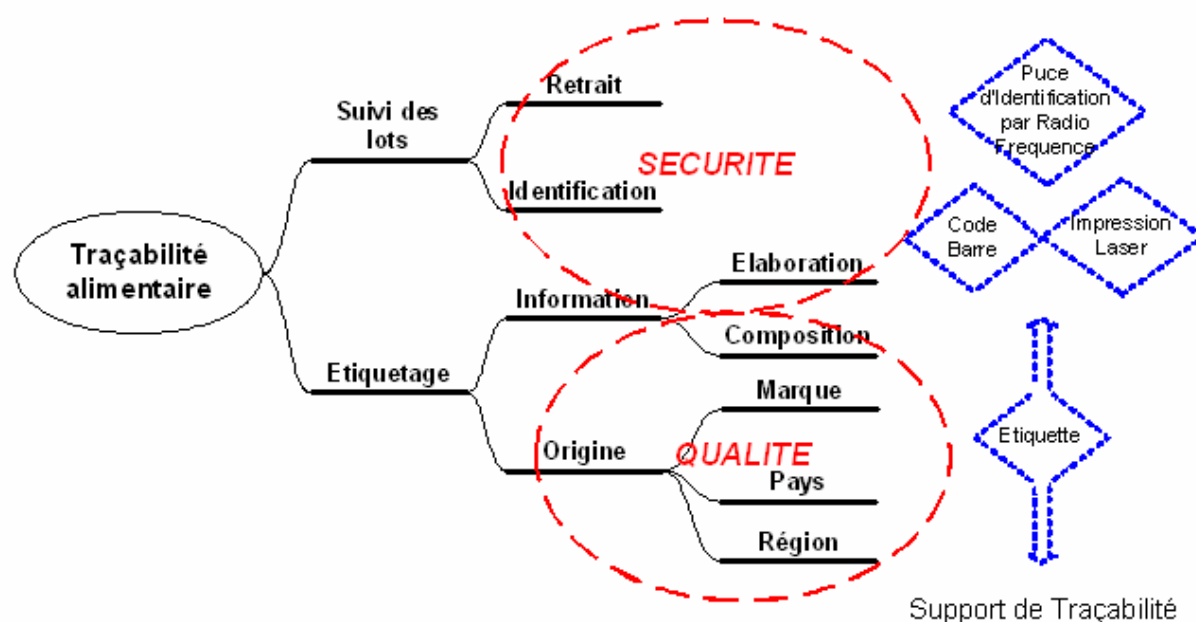 Traçabilité
alimentaire
Suivi des
lots
Retrait
Identification
SECURITE
Etiquetage
Information
Elaboration
Composition
Origine
Marque
QUALITE
Pays
Région
Puce
d'Identification
par Radio
Frequence
Code
Barre
Impression
Laser
Etiquette
Support de Traçabilité